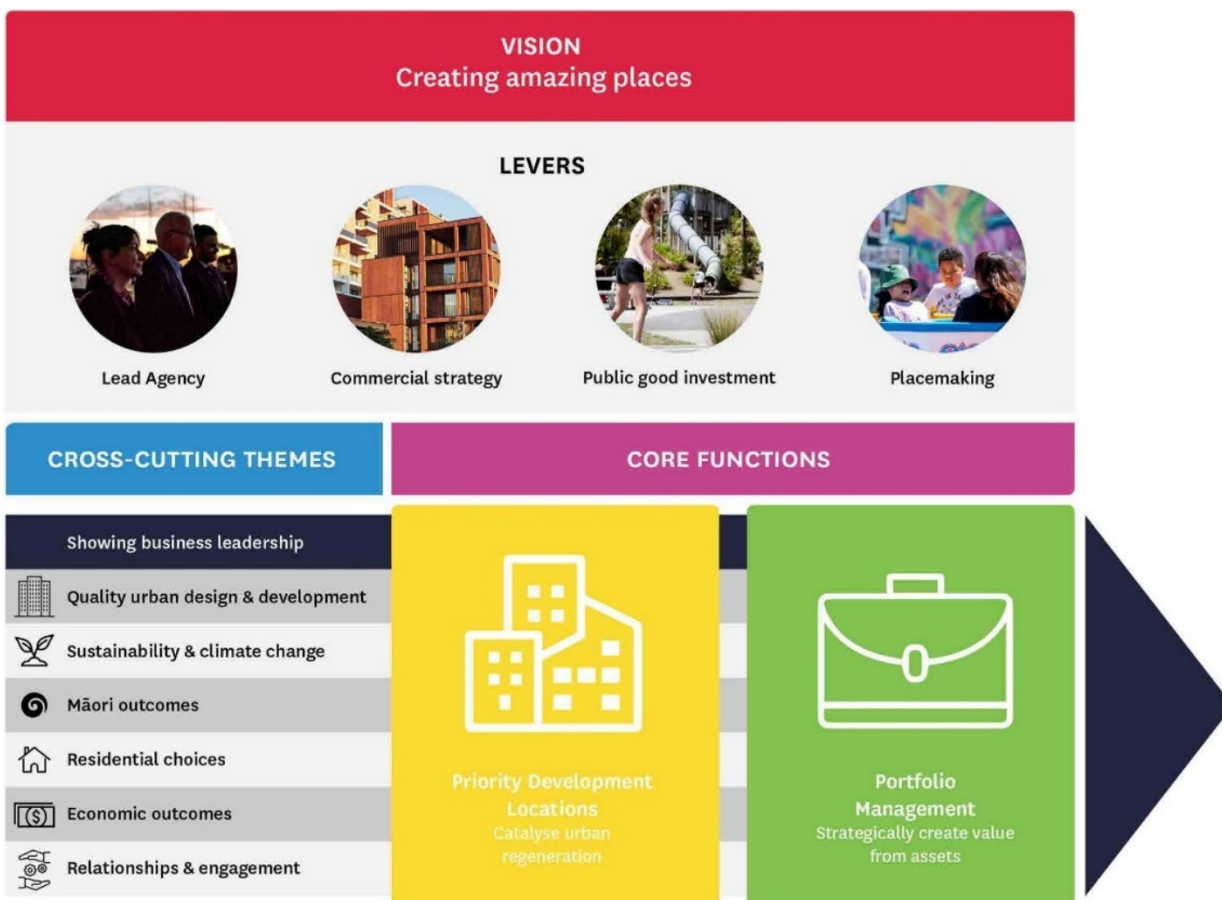 VISION
Creating amazing places
LEVERS
Lead Agency
Commercial strategy
Public good investment
Placemaking
CROSS-CUTTING THEMES
CORE FUNCTIONS
Showing business leadership
Quality urban design & development
Sustainability & climate change
Māori outcomes
Residential choices
Economic outcomes
Relationships & engagement
Priority Development
Locations
Catalyse urban
regeneration
Portfolio
Management
Strategically create value
from assets